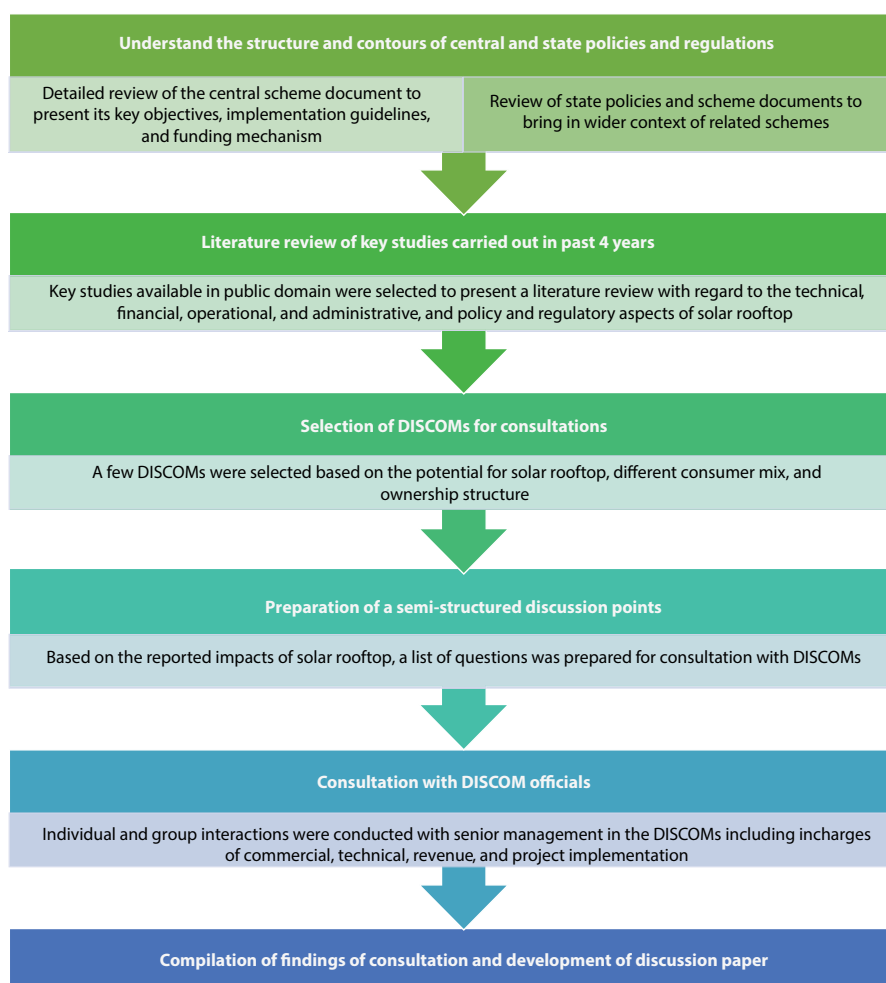 Understand the structure and contours of central and state policies and regulations
Detailed review of the central scheme document to
present its key objectives, implementation guidelines,
and funding mechanism
Review of state policies and scheme documents to
bring in wider context of related schemes
Literature review of key studies carried out in past 4 years
Key studies available in public domain were selected to present a literature review with regard to the technical,
financial, operational, and administrative, and policy and regulatory aspects of solar rooftop
Selection of DISCOMs for consultations
A few DISCOMs were selected based on the potential for solar rooftop, different consumer mix, and
ownership structure
Preparation of a semi-structured discussion points
Based on the reported impacts of solar rooftop, a list of questions was prepared for consultation with DISCOMs
Consultation with DISCOM officials
Individual and group interactions were conducted with senior management in the DISCOMs including incharges
of commercial, technical, revenue, and project implementation
Compilation of findings of consultation and development of discussion paper